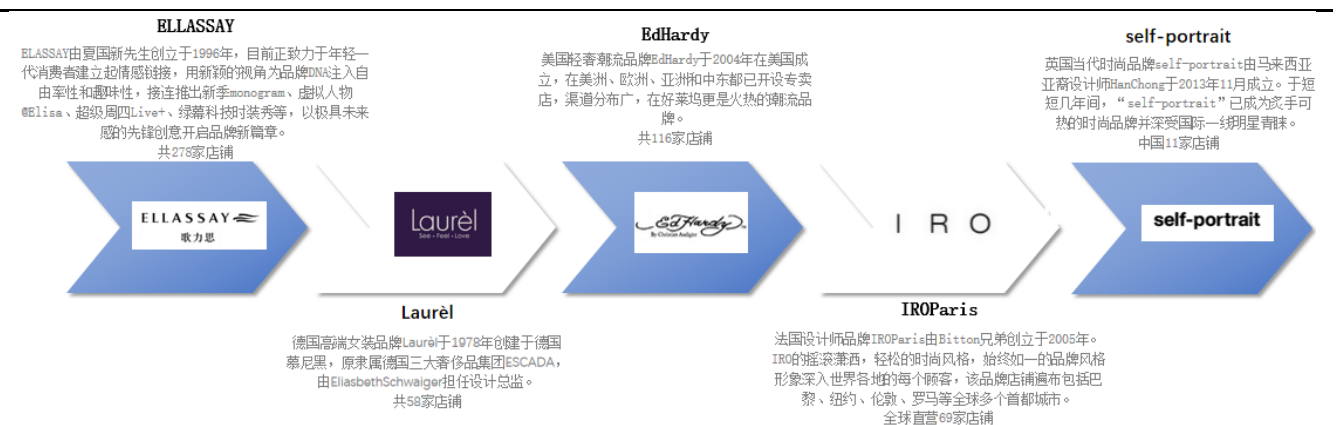 ELLASSAY
ELASSAY由夏国新先生创立于1996年，目前正致力于年轻一
代消费者建立起情感链接，用新颖的视角为品牌DNA注入自
由率性和趣味性，接连推出新季monogram、虚拟人物
@Elisa、超级周四Live+、绿幕科技时装秀等，以极具未来
感的先锋创意开启品牌新篇章。
共278家店铺
ELLASSAY
歌力思
Laurèl
See · Feel · Love
Laurèl
德国高端女装品牌Laurèl于1978年创建于德国
慕尼黑，原隶属德国三大奢侈品集团ESCADA，
由EliasbethSchwaiger担任设计总监。
共58家店铺
EdHardy
美国轻奢潮流品牌EdHardy于2004年在美国成
立，在美洲、欧洲、亚洲和中东都已开设专卖
店，渠道分布广，在好莱坞更是火热的潮流品
牌。
共116家店铺
Ed Hardy
By Christian Audigier
IRO
IROParis
法国设计师品牌IROParis由Bitton兄弟创立于2005年。
IRO的摇滚潇洒，轻松的时尚风格，始终如一的品牌风格
形象深入世界各地的每个顾客，该品牌店铺遍布包括巴
黎、纽约、伦敦、罗马等全球多个首都城市。
全球直营69家店铺
self-portrait
英国当代时尚品牌self-portrait由马来西亚
亚裔设计师HanChong于2013年11月成立。于短
短几年间，“self-portrait”已成为炙手可
热的时尚品牌并深受国际一线明星青睐。
中国11家店铺
self-portrait